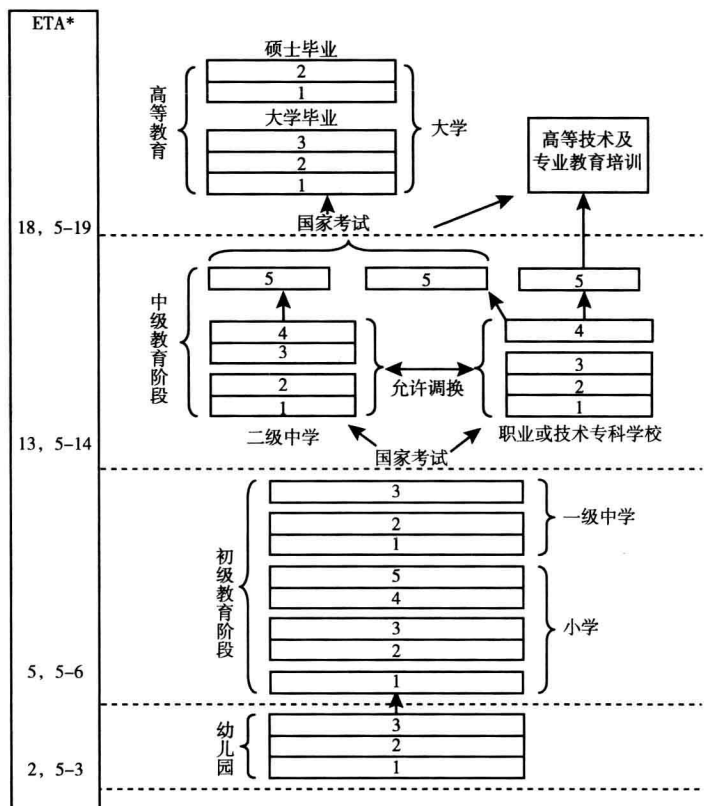 ETA*
硕士毕业
2
1
大学毕业
3
2
1
高等教育
大学
高等技术及
专业教育培训
国家考试
18, 5-19
5
5
5
中级教育阶段
4
3
2
1
允许调换
4
3
2
1
二级中学
职业或技术专科学校
国家考试
13, 5-14
3
2
1
一级中学
初级教育阶段
5
4
3
2
1
小学
5, 5-6
3
2
1
幼儿园
2, 5-3